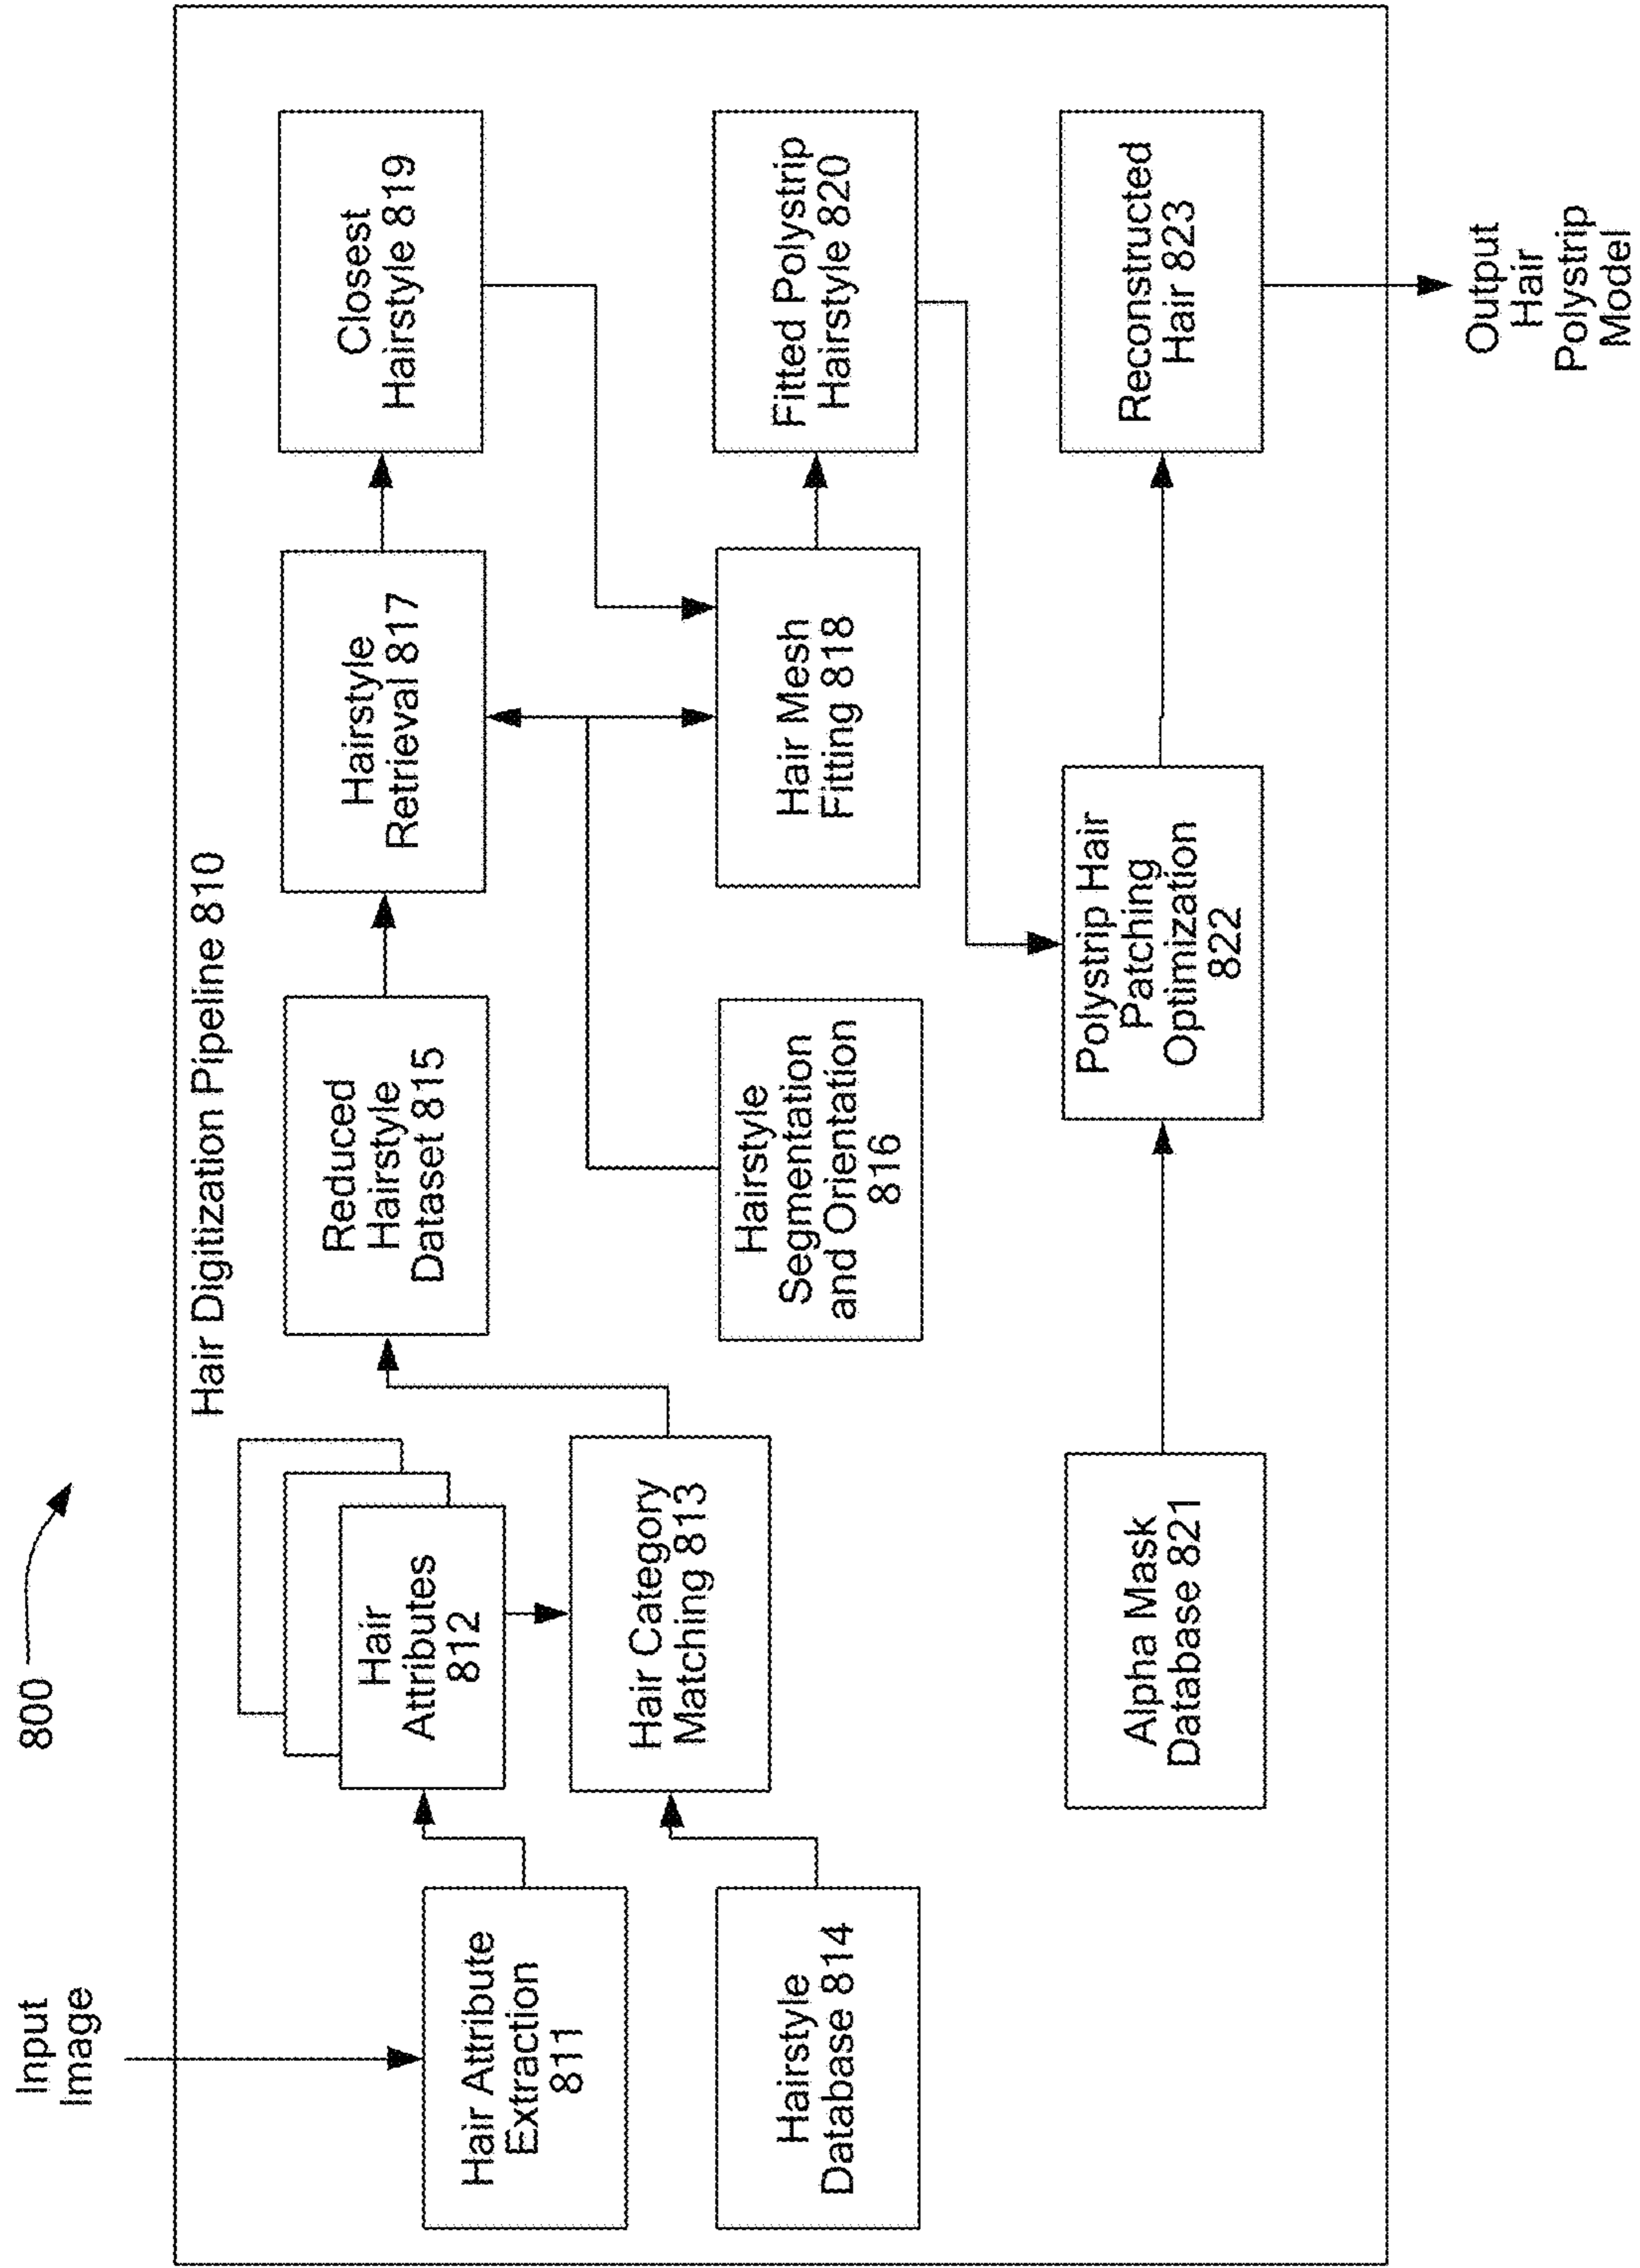 800
Input
Image
Hair Digitization Pipeline 810
Hair Attribute
Extraction
811
Hair
Attributes
812
Hair Category
Matching 813
Hairstyle
Database 814
Reduced
Hairstyle
Dataset 815
Hairstyle
Segmentation
and Orientation
816
Hairstyle
Retrieval 817
Hair Mesh
Fitting 818
Closest
Hairstyle 819
Fitted Polystrip
Hairstyle 820
Alpha Mask
Database 821
Polystrip Hair
Patching
Optimization
822
Reconstructed
Hair 823
Output
Hair
Polystrip
Model